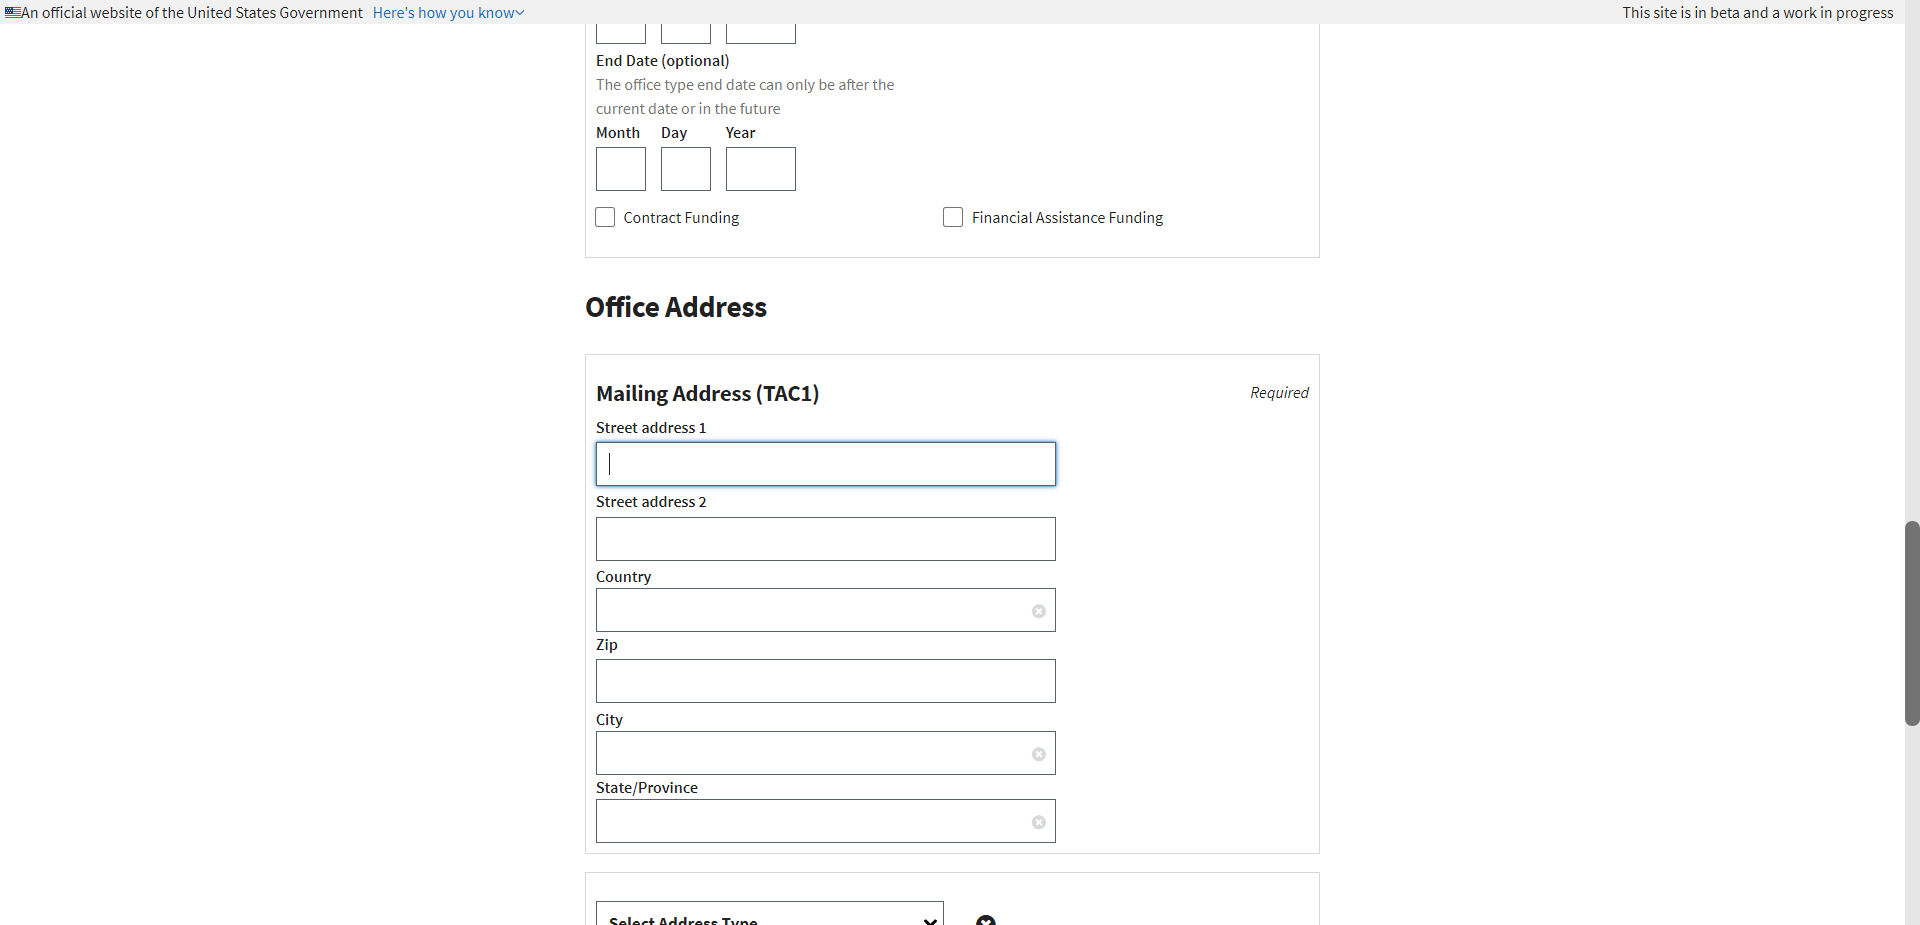 An official website of the United States Government Here's how you know
This site is in beta and a work in progress
End Date (optional)
The office type end date can only be after the
current date or in the future
Month Day Year
Contract Funding Financial Assistance Funding
Office Address
Mailing Address (TAC1) Required
Street address 1
Street address 2
Country
Zip
City
State/Province
Select Address Type